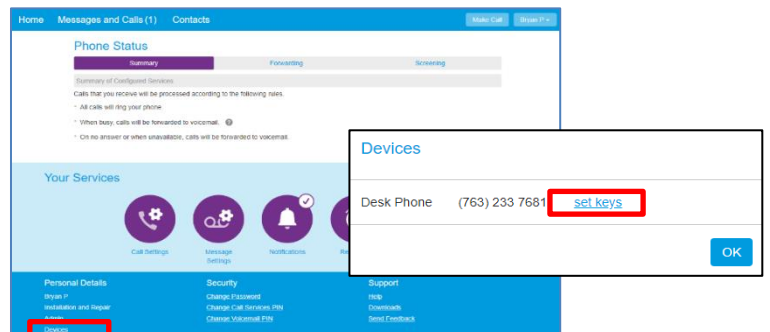 Home Messages and Calls (1) Contacts Make Call Bryan P
Phone Status
Summary Forwarding Screening
Summary of Configured Services
Calls that you receive will be processed according to the following rules.
All calls will ring your phone
When busy, calls will be forwarded to voicemail.
On no answer or when unavailable, calls will be forwarded to voicemail.
Your Services
Call Settings Message Settings Notifications
Devices
Desk Phone (763) 233 7681 set keys
OK
Personal Details Security Support
Bryan P Change Password Help
Installation and Repair Change Call Services PIN Downloads
Admin Change Voicemail PIN Send Feedback
Devices